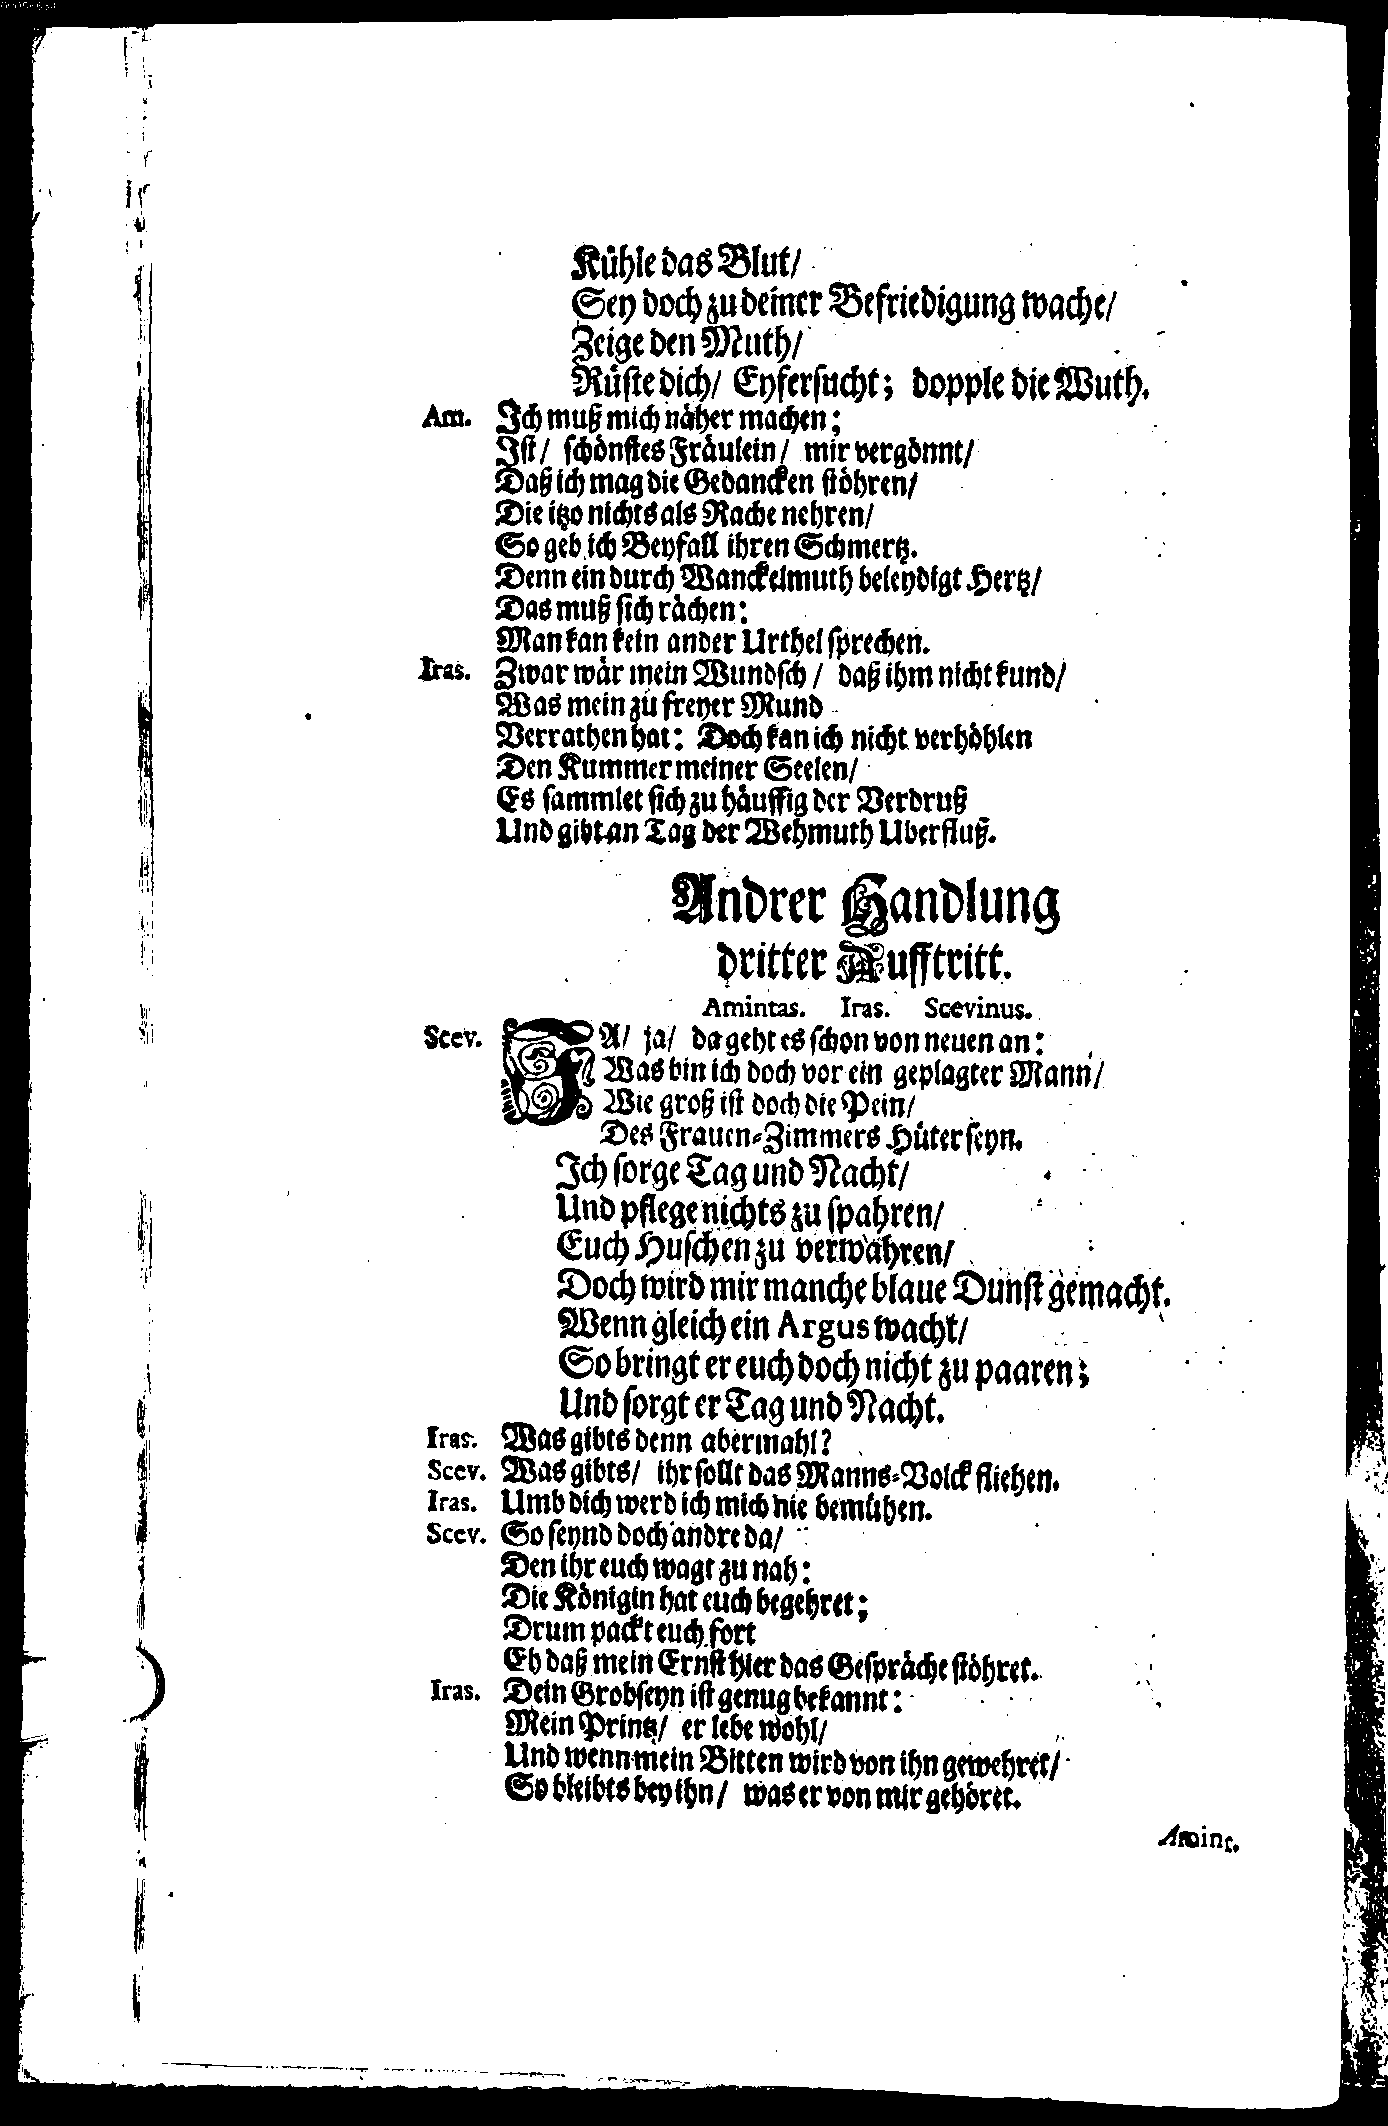 Kühle das Blut/
Sey doch zu deiner Befriedigung wache/
Zeige den Muth/
Rüste dich/ Eyfersucht; dopple die Wuth.
Am. Ich muß mich näher machen;
Ist/ schönstes Fräulein/ mir vergönnt/
Daß ich mag die Gedancken stöhren/
Die itzo nichts als Rache nehren/
So geb ich Beyfall ihren Schmertz.
Denn ein durch Wanckelmuth beleydigt Hertz/
Das muß sich rächen:
Man kan kein ander Urthel sprechen.
Iras. Zwar wär mein Wundsch/ daß ihm nicht kund/
Was mein zu freyer Mund
Verrathen hat: Doch kan ich nicht verhöhlen
Den Kummer meiner Seelen/
Es sammlet sich zu häuffig der Verdruß
Und gibt an Tag der Wehmuth Uberfluß.
Andrer Handlung
dritter Aufftritt.
Amintas. Iras. Scevinus.
Scev. JA/ ja/ da geht es schon von neuen an:
Was bin ich doch vor ein geplagter Mann/
Wie groß ist doch die Pein/
Des Frauen-Zimmers Hüter seyn.
Ich sorge Tag und Nacht/
Und pflege nichts zu spahren/
Euch Huschen zu verwahren/
Doch wird mir manche blaue Dunst gemacht.
Wenn gleich ein Argus wacht/
So bringt er euch doch nicht zu paaren;
Und sorgt er Tag und Nacht.
Iras. Was gibts denn abermahl?
Scev. Was gibts/ ihr sollt das Manns-Volck fliehen.
Iras. Umb dich werd ich mich nie bemühen.
Scev. So seynd doch andre da/
Den ihr euch wagt zu nah:
Die Königin hat euch begehret;
Drum packt euch fort
Eh daß mein Ernst hier das Gespräche stöhret.
Iras. Dein Grobseyn ist genug bekannt:
Mein Printz/ er lebe wohl/
Und wenn mein Bitten wird von ihn gewehret/
So bleibts bey ihn/ was er von mir gehöret.
Amint.